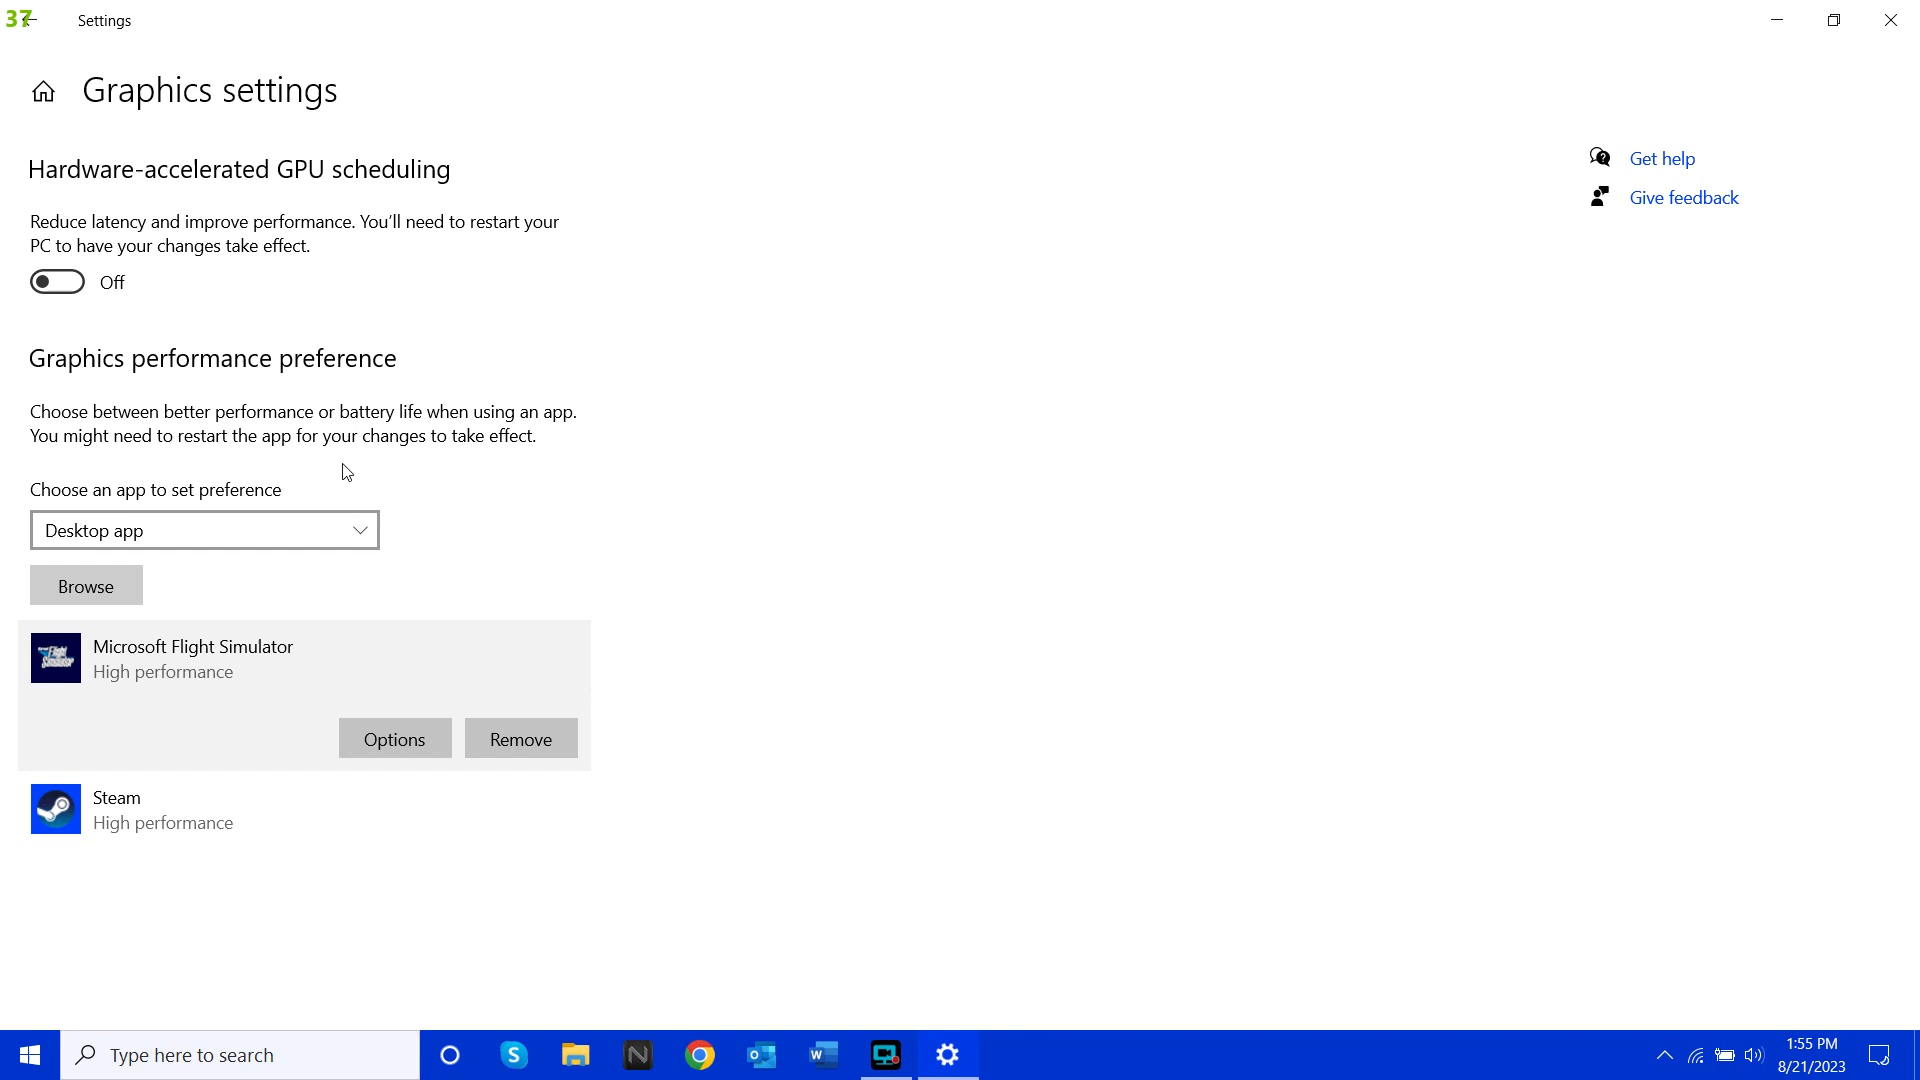 37
Settings
Graphics settings
Hardware-accelerated GPU scheduling
Reduce latency and improve performance. You'll need to restart your
PC to have your changes take effect.
Off
Graphics performance preference
Choose between better performance or battery life when using an app.
You might need to restart the app for your changes to take effect.
Choose an app to set preference
Desktop app
Browse
Microsoft Flight Simulator
High performance
Options
Remove
Steam
High performance
Get help
Give feedback
Type here to search
1:55 PM
8/21/2023